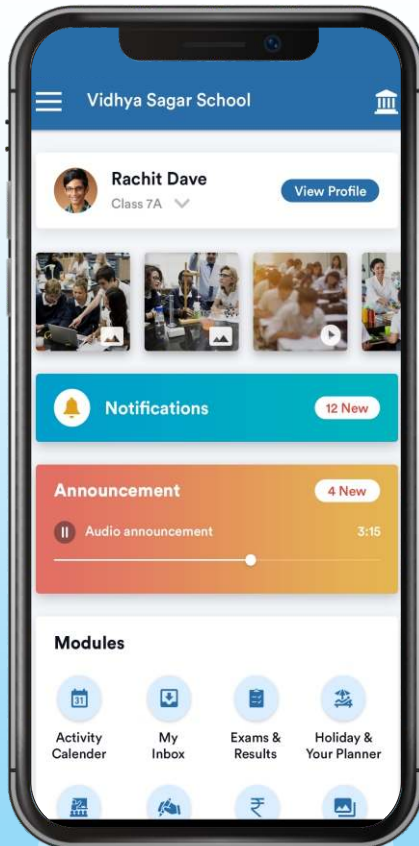 Vidhya Sagar School
Rachit Dave
Class 7A
View Profile
Notifications
12 New
Announcement
4 New
Audio announcement
3:15
Modules
31
Activity
Calender
My
Inbox
Exams &
Results
Holiday &
Your Planner
₹